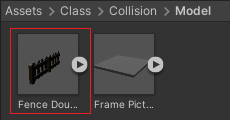 Assets > Class > Collision > Model
Fence Dou...
Frame Pict...